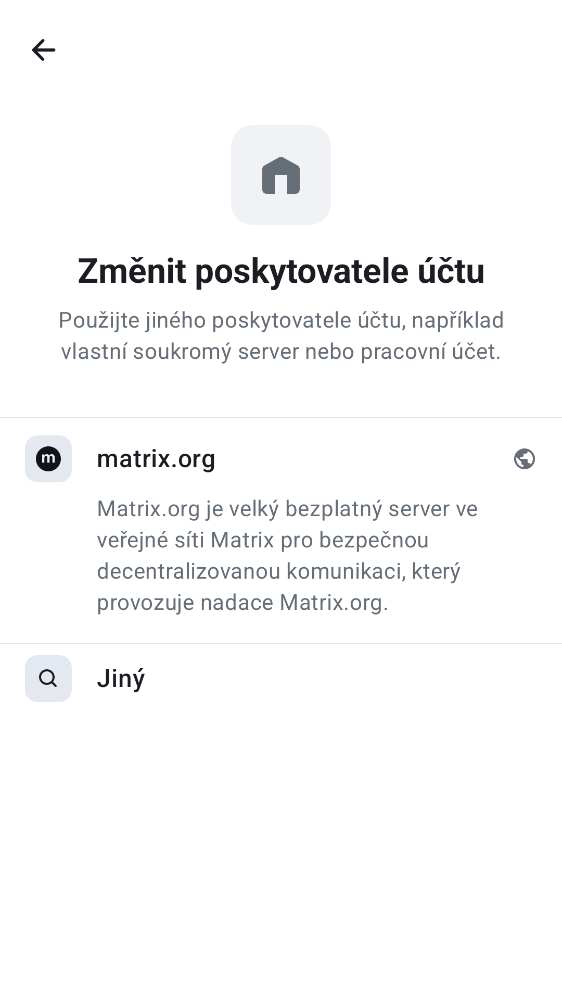 Změnit poskytovatele účtu
Použijte jiného poskytovatele účtu, například
vlastní soukromý server nebo pracovní účet.
m
matrix.org
Matrix.org je velký bezplatný server ve
veřejné síti Matrix pro bezpečnou
decentralizovanou komunikaci, který
provozuje nadace Matrix.org.
Jiný